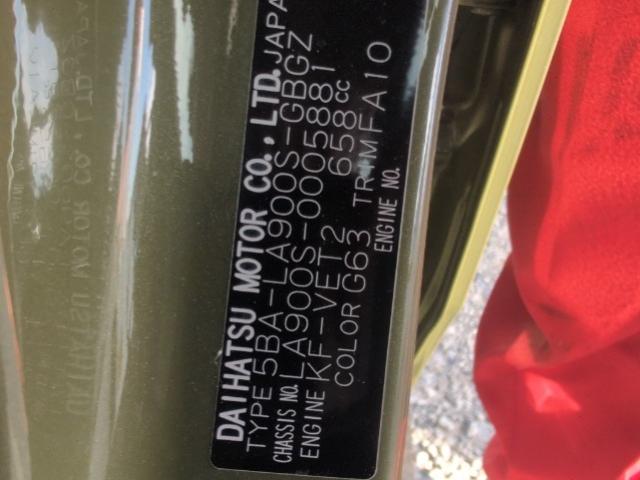 DAIHATSU MOTOR CO., LTD. JAPAN
TYPE 5BA-LA900S-GBGZ
CHASSIS NO. LA900S-0005881
ENGINE KF-VET2 658cc
COLOR G63 TRIM FA10
ENGINE NO.